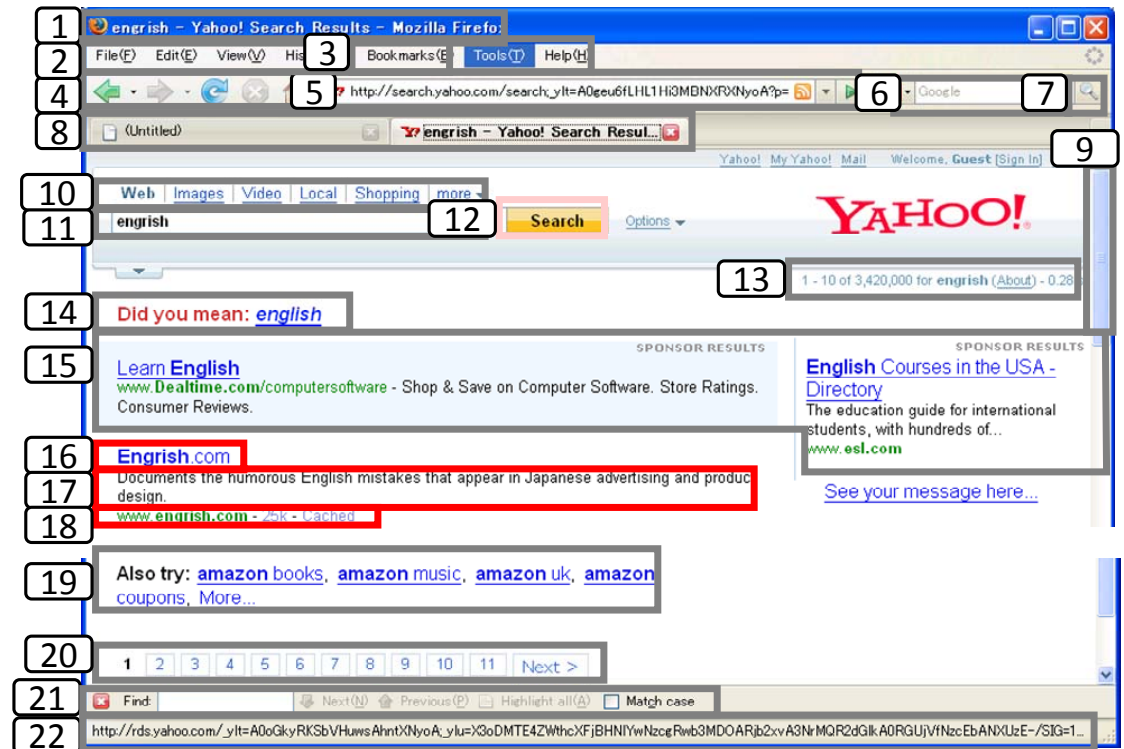 1 engrish - Yahoo! Search Results - Mozilla Firefo
2 File(F) Edit(E) View(V) His 3 Bookmarks(B Tools(T) Help(H
4 5 http://search.yahoo.com/search;_ylt=A0geu6fLHL1Hi3MBNXRXNyoA?p= 6 Google 7
8 (Untitled) Y? engrish - Yahoo! Search Resul...
9
Yahoo! My Yahoo! Mail Welcome, Guest [Sign In]
10 Web | Images | Video | Local | Shopping | more
11 engrish 12 Search Options
YAHOO!
13 1 - 10 of 3,420,000 for engrish (About) - 0.28
14 Did you mean: english
15
SPONSOR RESULTS
Learn English
www.Dealtime.com/computersoftware - Shop & Save on Computer Software. Store Ratings.
Consumer Reviews.
SPONSOR RESULTS
English Courses in the USA -
Directory
The education guide for international
students, with hundreds of...
www.esl.com
See your message here...
16 Engrish.com
17 Documents the humorous English mistakes that appear in Japanese advertising and produc
design.
18 www.engrish.com - 25k - Cached
19 Also try: amazon books, amazon music, amazon uk, amazon
coupons, More...
20 1 2 3 4 5 6 7 8 9 10 11 Next >
21 Find: Next(N) Previous(P) Highlight all(A) Match case
22 http://rds.yahoo.com/_ylt=A0oGkyRKSbVHuwsAhntXNyoA;_ylu=X3oDMTE4ZWthcXFjBHNlYwNzcgRwb3MDOARjb2xvA3NrMQR2dGlkA0RGUjVfNzcEbANXUzE-/SIG=1...